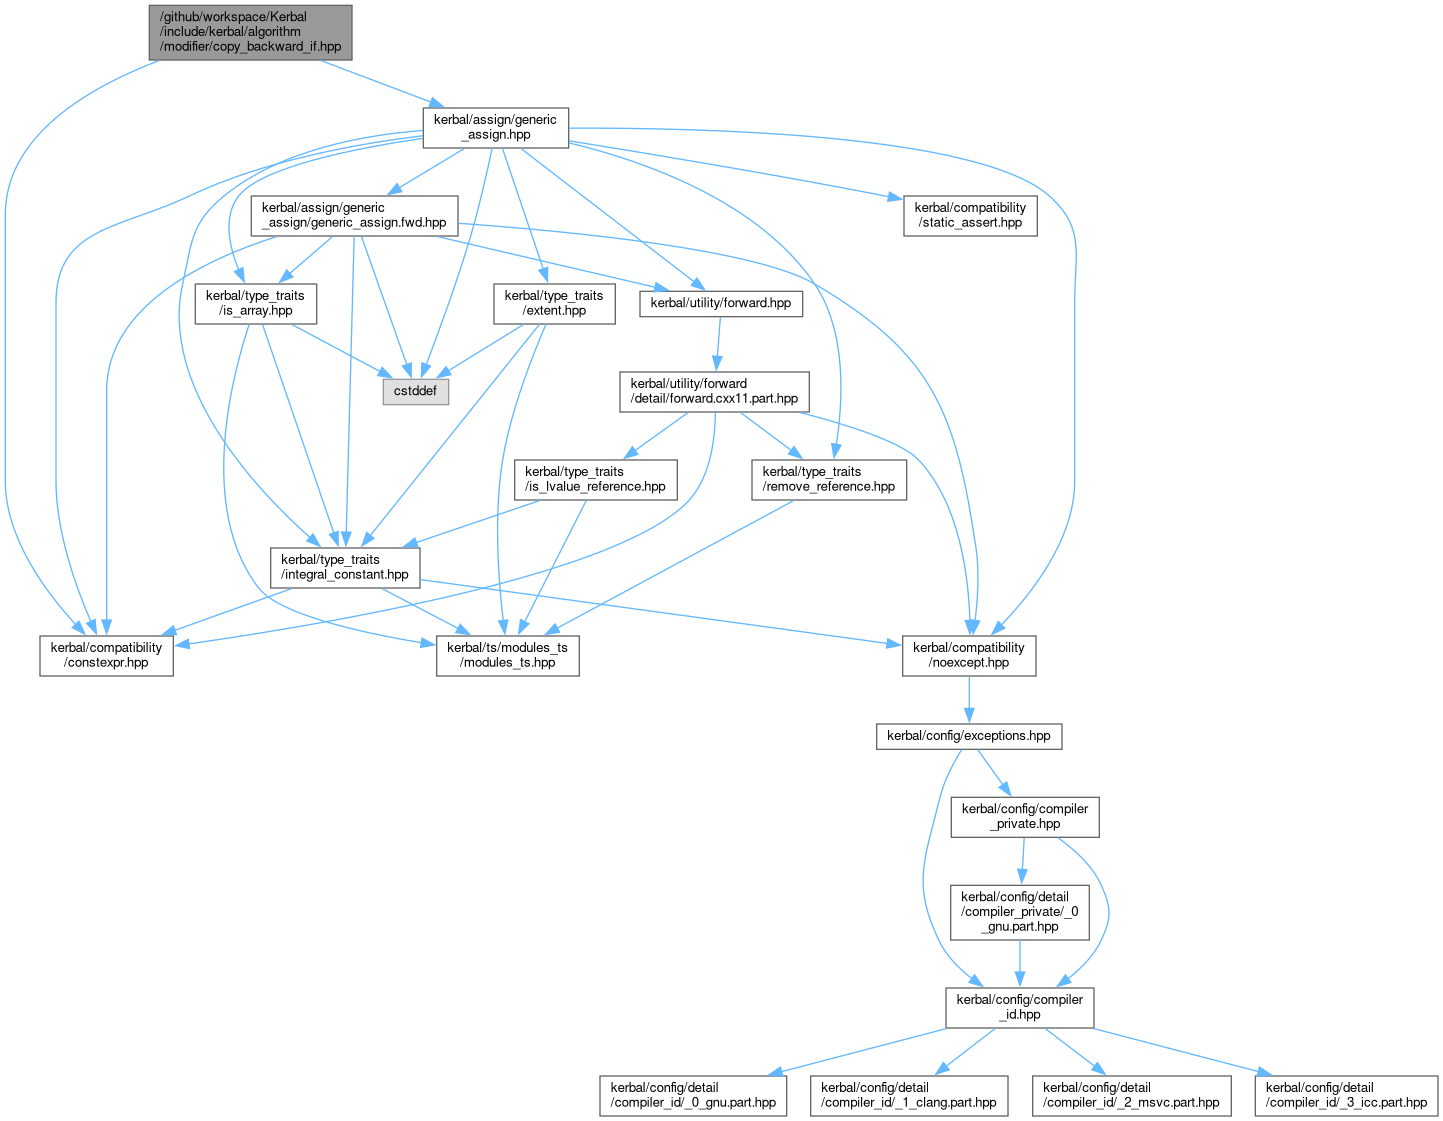 /github/workspace/Kerbal
/include/kerbal/algorithm
/modifier/copy_backward_if.hpp
kerbal/assign/generic
_assign.hpp
kerbal/assign/generic
_assign/generic_assign.fwd.hpp
kerbal/compatibility
/static_assert.hpp
kerbal/type_traits
/is_array.hpp
kerbal/type_traits
/extent.hpp
kerbal/utility/forward.hpp
cstddef
kerbal/utility/forward
/detail/forward.cxx11.part.hpp
kerbal/type_traits
/is_lvalue_reference.hpp
kerbal/type_traits
/remove_reference.hpp
kerbal/type_traits
/integral_constant.hpp
kerbal/compatibility
/constexpr.hpp
kerbal/ts/modules_ts
/modules_ts.hpp
kerbal/compatibility
/noexcept.hpp
kerbal/config/exceptions.hpp
kerbal/config/compiler
_private.hpp
kerbal/config/detail
/compiler_private/_0
_gnu.part.hpp
kerbal/config/compiler
_id.hpp
kerbal/config/detail
/compiler_id/_0_gnu.part.hpp
kerbal/config/detail
/compiler_id/_1_clang.part.hpp
kerbal/config/detail
/compiler_id/_2_msvc.part.hpp
kerbal/config/detail
/compiler_id/_3_icc.part.hpp